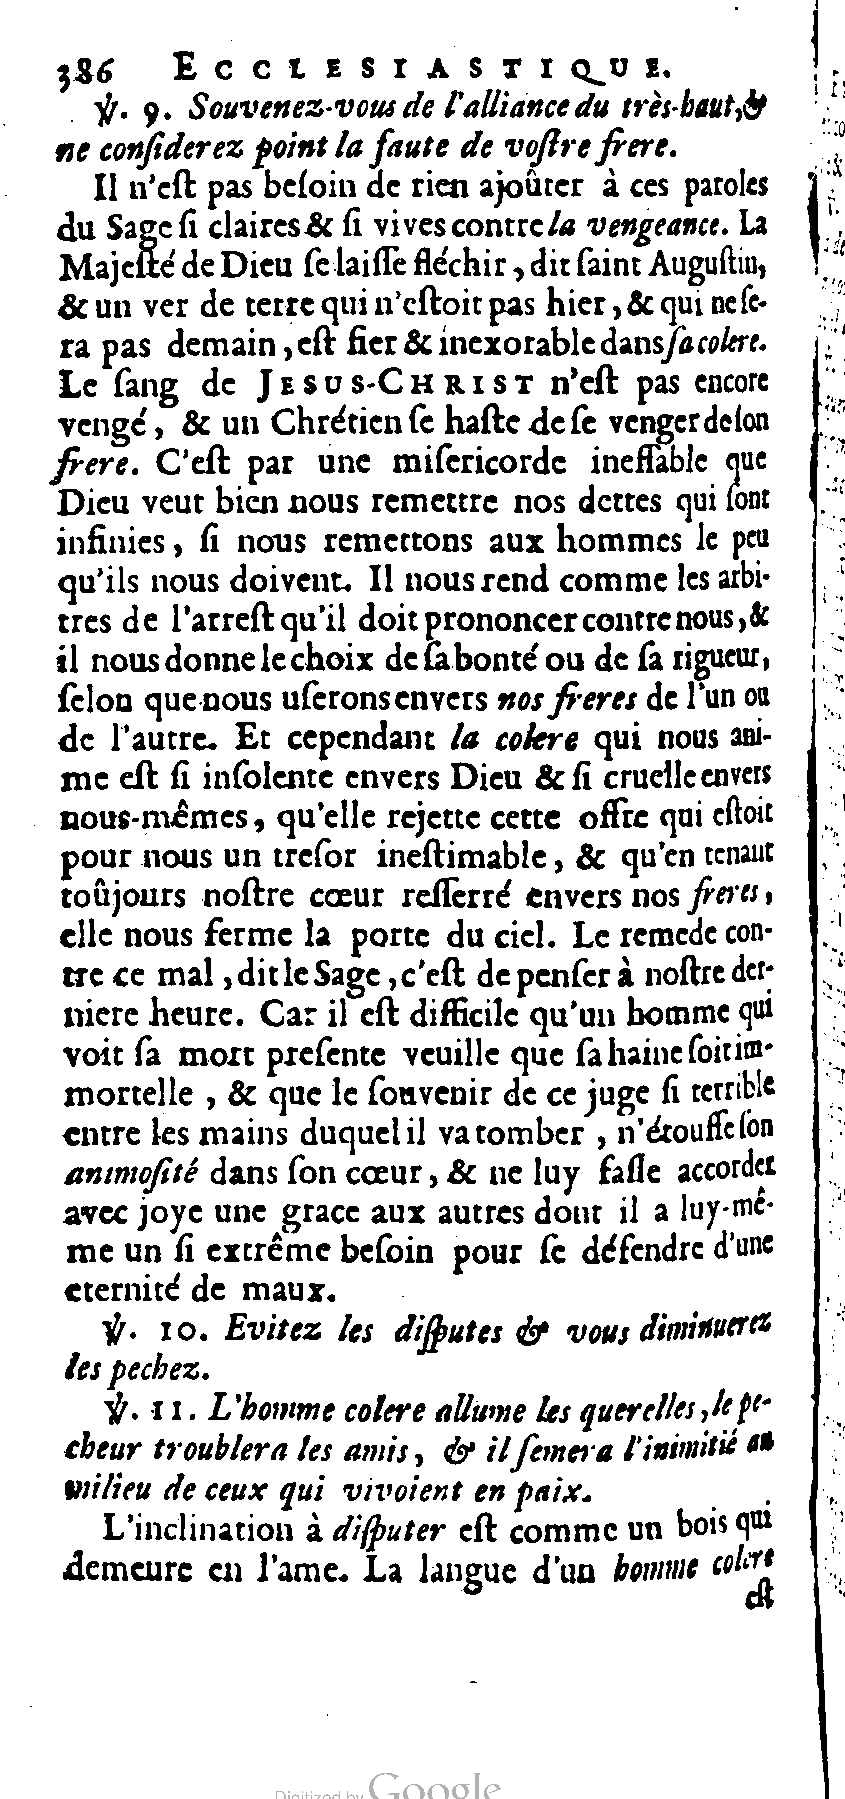 386 ECCLESIASTIQUE.
℣. 9. Souvenez-vous de l'alliance du très-haut, &
ne conſiderez point la faute de voſtre frere.
Il n'eſt pas beſoin de rien ajoûter à ces paroles
du Sage ſi claires & ſi vives contre la vengeance. La
Majeſté de Dieu ſe laiſſe fléchir, dit ſaint Auguſtin,
& un ver de terre qui n'eſtoit pas hier, & qui ne ſe-
ra pas demain, eſt fier & inexorable dans ſa colere.
Le ſang de JESUS-CHRIST n'eſt pas encore
vengé, & un Chrétien ſe haſte de ſe venger de ſon
frere. C'eſt par une miſericorde ineffable que
Dieu veut bien nous remettre nos dettes qui ſont
infinies, ſi nous remettons aux hommes le peu
qu'ils nous doivent. Il nous rend comme les arbi-
tres de l'arreſt qu'il doit prononcer contre nous, &
il nous donne le choix de ſa bonté ou de ſa rigueur,
ſelon que nous uſerons envers nos freres de l'un ou
de l'autre. Et cependant la colere qui nous ani-
me eſt ſi inſolente envers Dieu & ſi cruelle envers
nous-mêmes, qu'elle rejette cette offre qui eſtoit
pour nous un treſor ineſtimable, & qu'en tenant
toûjours noſtre cœur reſſerré envers nos freres,
elle nous ferme la porte du ciel. Le remede con-
tre ce mal, dit le Sage, c'eſt de penſer à noſtre der-
niere heure. Car il eſt difficile qu'un homme qui
voit ſa mort preſente veuille que ſa haine ſoit im-
mortelle, & que le ſouvenir de ce juge ſi terrible
entre les mains duquel il va tomber, n'étouffe ſon
animoſité dans ſon cœur, & ne luy faſſe accorder
avec joye une grace aux autres dont il a luy-mê-
me un ſi extrême beſoin pour ſe défendre d'une
eternité de maux.
℣. 10. Evitez les diſputes & vous diminuerez
les pechez.
℣. 11. L'homme colere allume les querelles, le pe-
cheur troublera les amis, & il ſemera l'inimitié au
milieu de ceux qui vivoient en paix.
L'inclination à diſputer eſt comme un bois qui
demeure en l'ame. La langue d'un homme colere
eſt
Digitized by Google